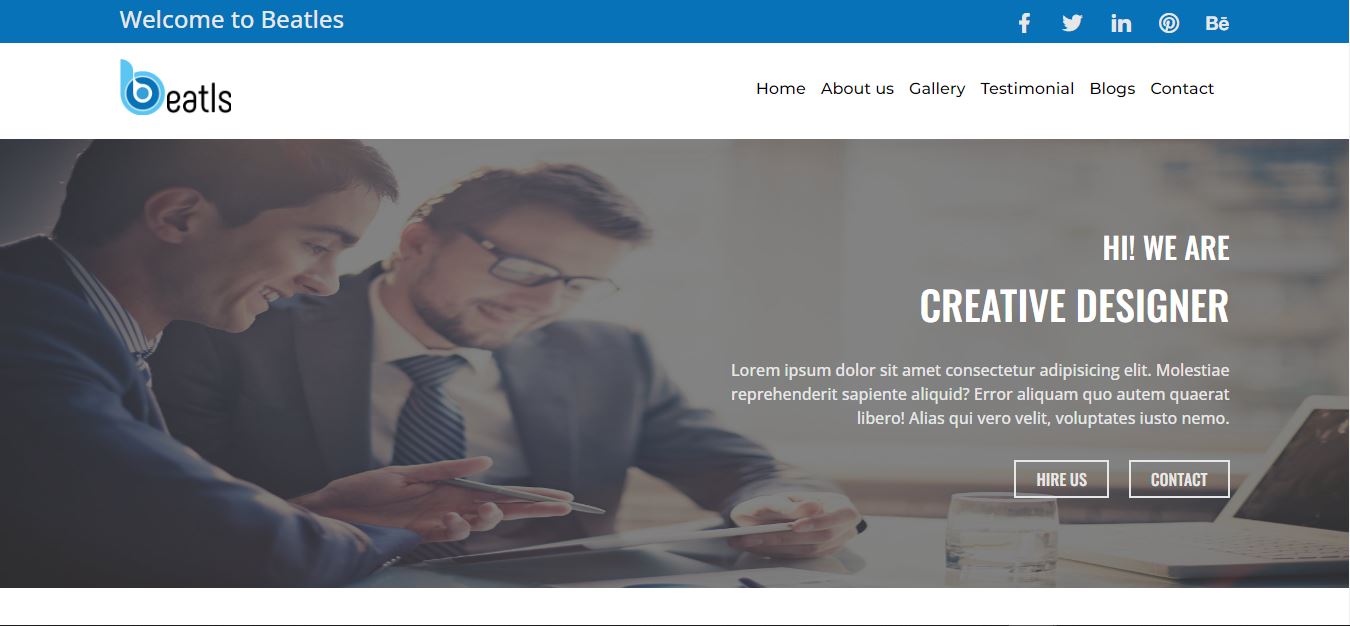 Welcome to Beatles
Bē
beatls
Home About us Gallery Testimonial Blogs Contact
HI! WE ARE
CREATIVE DESIGNER
Lorem ipsum dolor sit amet consectetur adipisicing elit. Molestiae
reprehenderit sapiente aliquid? Error aliquam quo autem quaerat
libero! Alias qui vero velit, voluptates iusto nemo.
HIRE US CONTACT